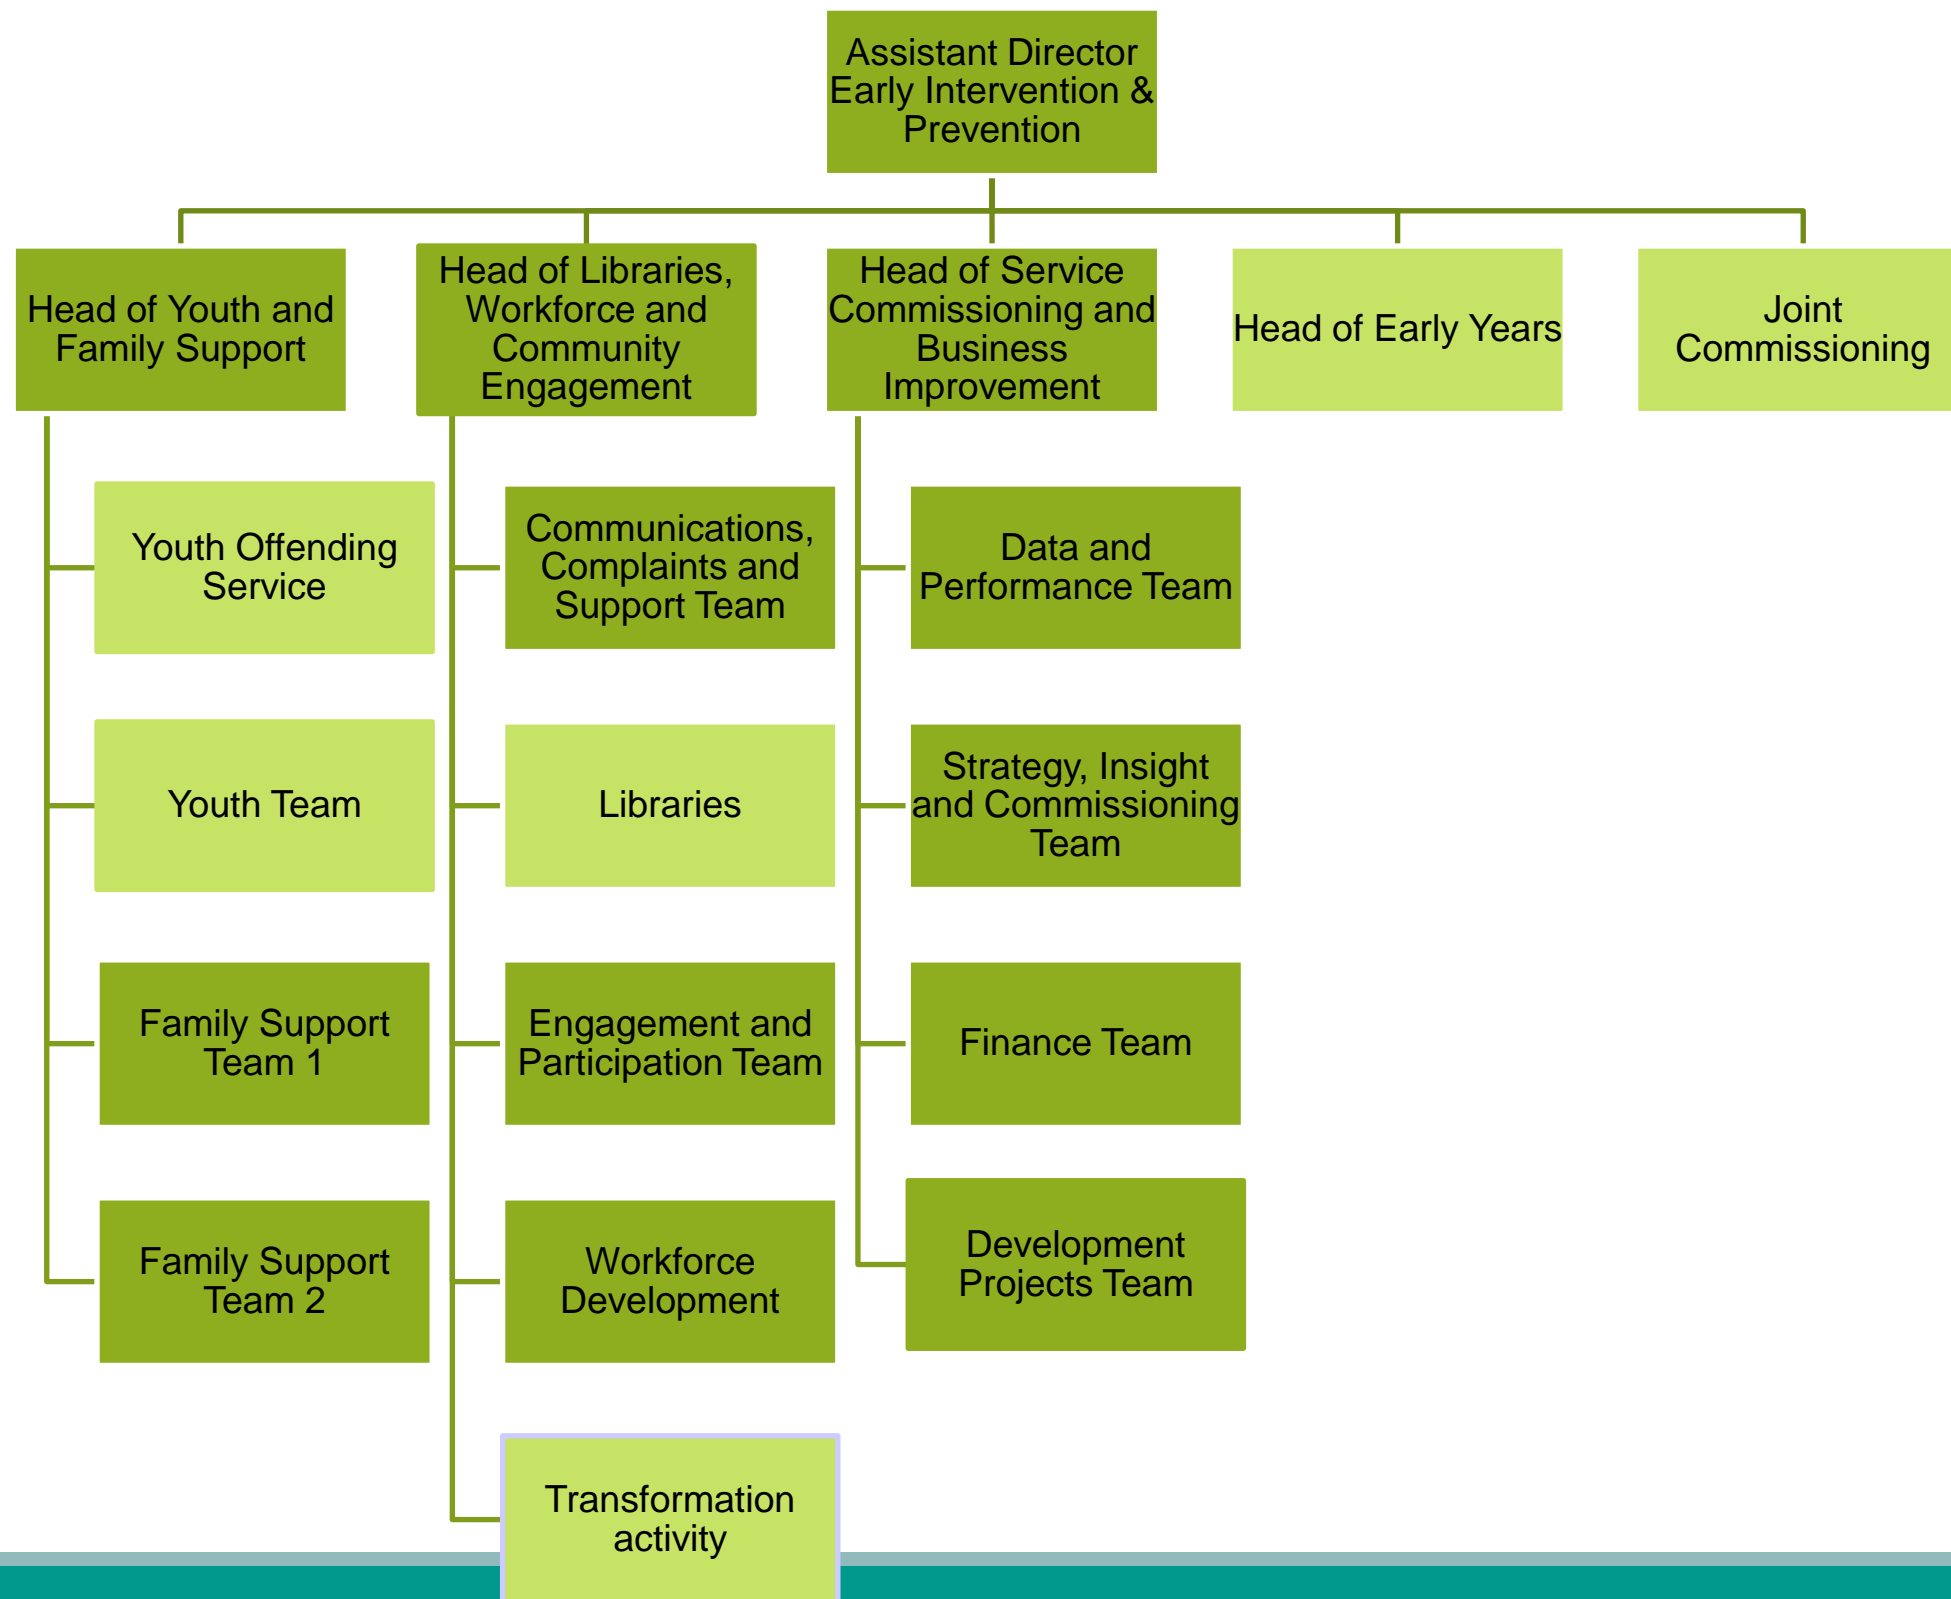 Assistant Director
Early Intervention &
Prevention
Head of Youth and
Family Support
Head of Libraries,
Workforce and
Community
Engagement
Head of Service
Commissioning and
Business
Improvement
Head of Early Years
Joint
Commissioning
Youth Offending
Service
Communications,
Complaints and
Support Team
Data and
Performance Team
Youth Team
Libraries
Strategy, Insight
and Commissioning
Team
Family Support
Team 1
Engagement and
Participation Team
Finance Team
Family Support
Team 2
Workforce
Development
Development
Projects Team
Transformation
activity